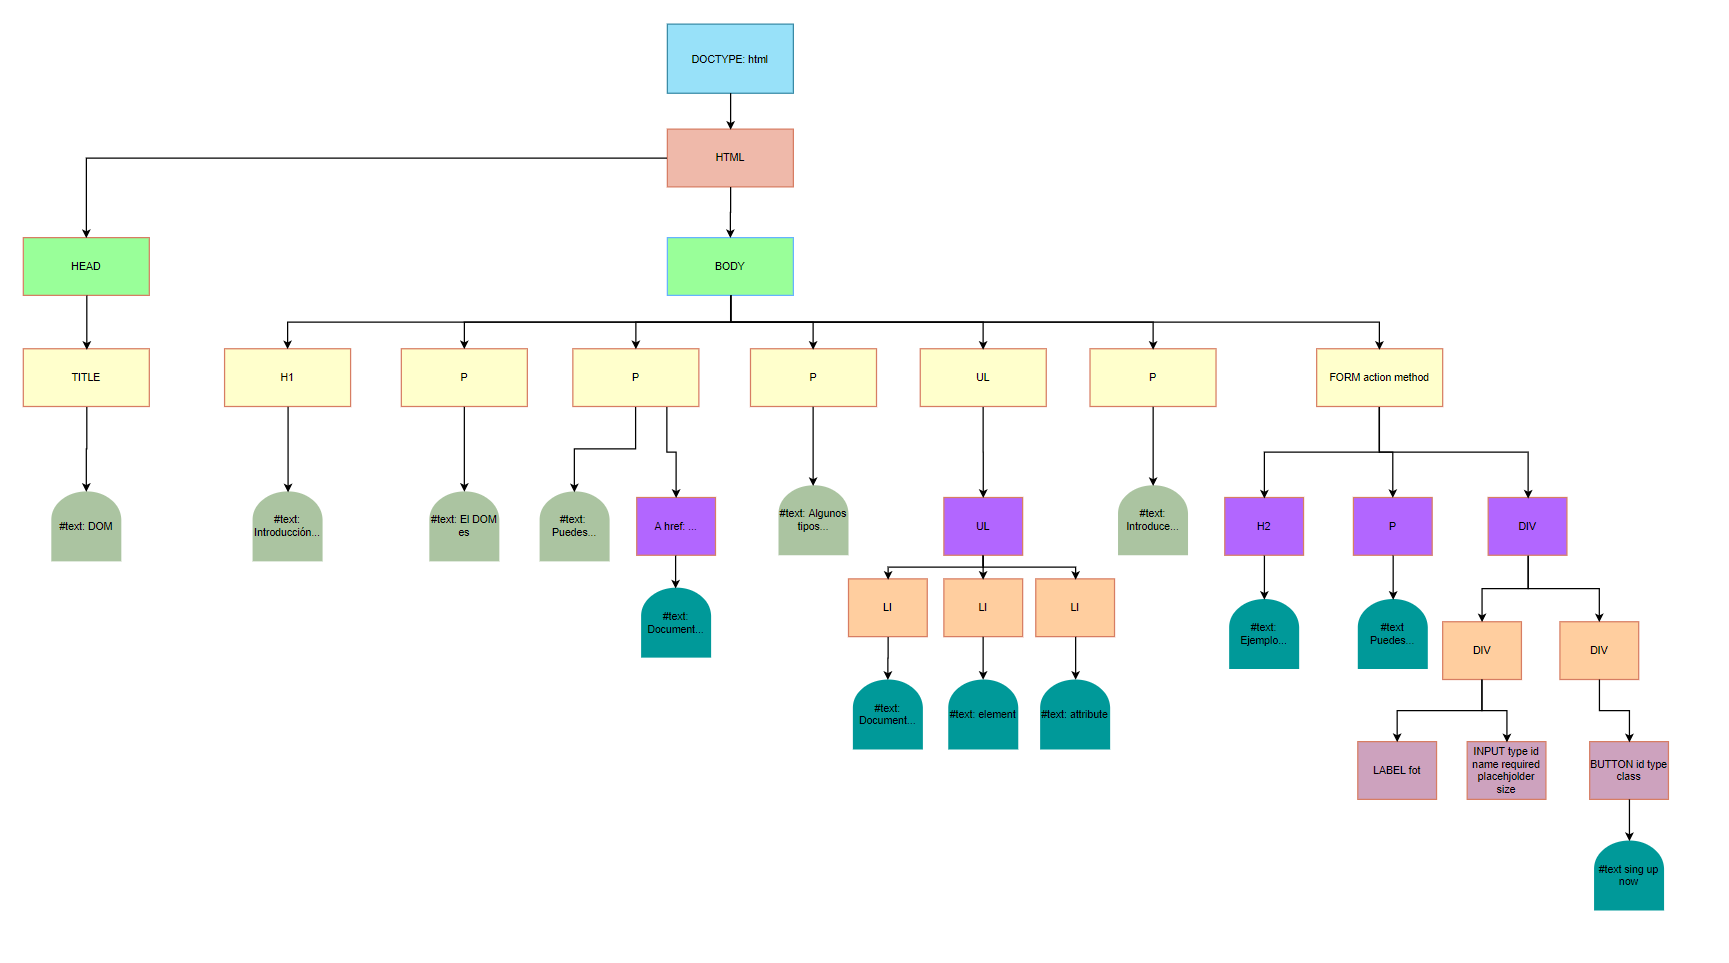 DOCTYPE: html
HTML
HEAD
BODY
TITLE
H1
P
P
P
UL
P
FORM action method
#text: DOM
#text:
Introducción...
#text: El DOM
es
#text:
Puedes...
A href: ...
#text: Algunos
tipos...
UL
#text:
Introduce...
H2
P
DIV
#text:
Document...
LI
LI
LI
#text:
Ejemplo...
#text
Puedes...
DIV
DIV
#text:
Document...
#text: element
#text: attribute
LABEL fot
INPUT type id
name required
placehjolder
size
BUTTON id type
class
#text sing up
now